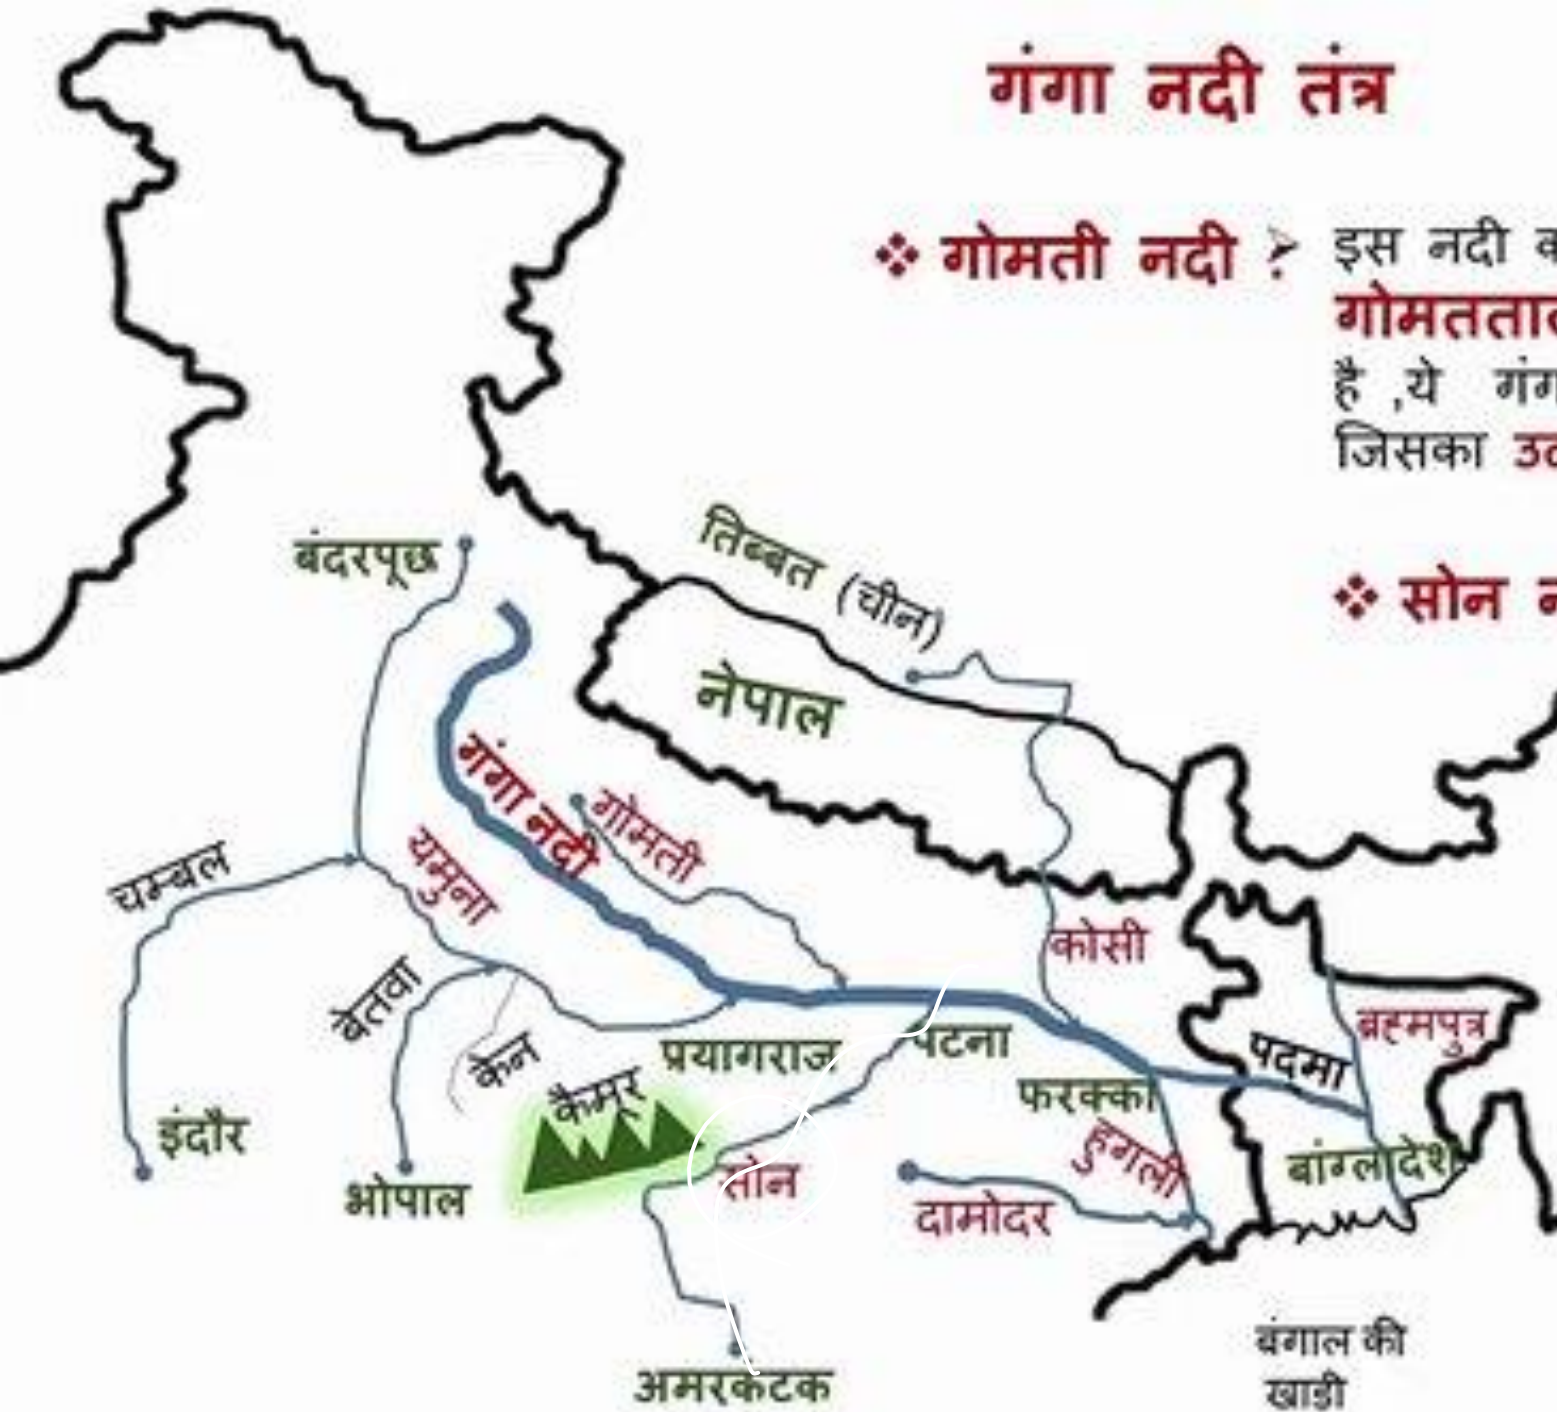 गंगा नदी तंत्र
❖ गोमती नदी ? ➢ इस नदी
है ,ये
जिसका
❖ सोन
तिब्बत (चीन)
बंदरपूछ
नेपाल
गंगा नदी
गोमती
यमुना
चम्बल
कोसी
बेतवा
केन
ब्रह्मपुत्र
पदमा
प्रयागराज
पटना
कैमूर
फरक्का
इंदौर
हुगली
बांग्लादेश
सोन
भोपाल
दामोदर
बंगाल की
खाडी
अमरकंटक